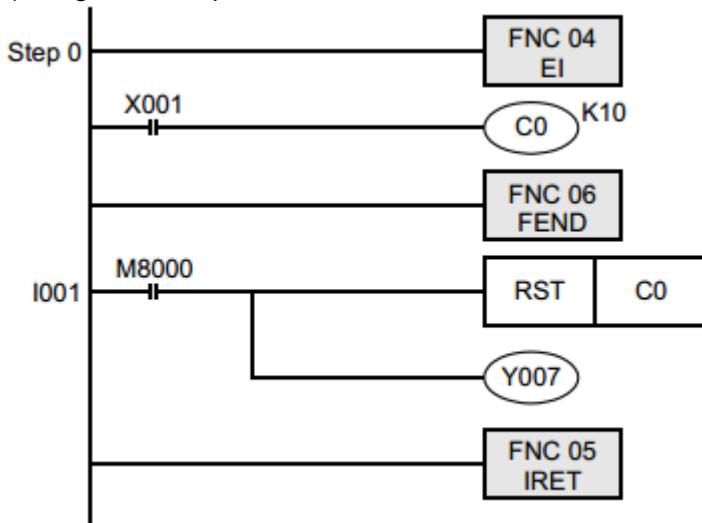 Step 0
FNC 04
EI
X001
C0
K10
FNC 06
FEND
I001
M8000
RST
C0
Y007
FNC 05
IRET